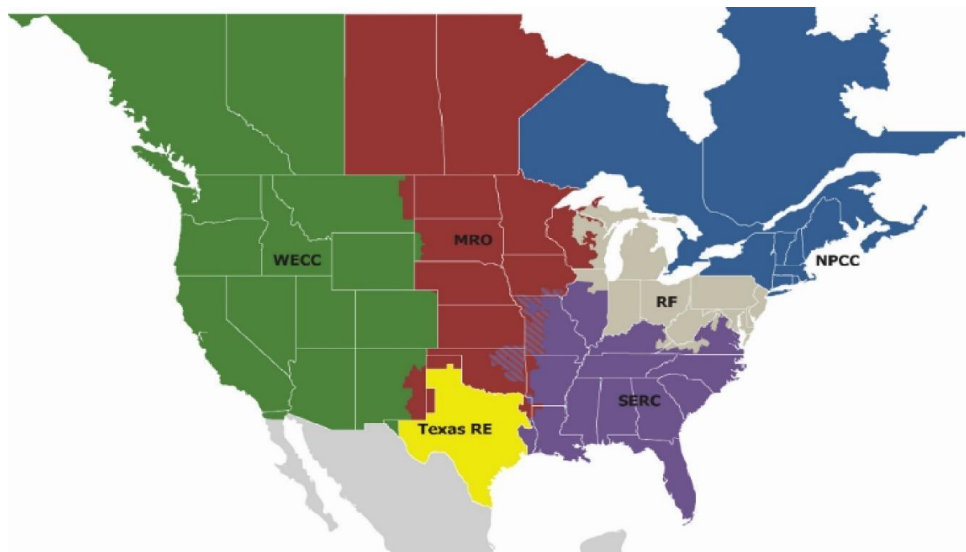 MRO
WECC
NPCC
RF
SERC
Texas RE